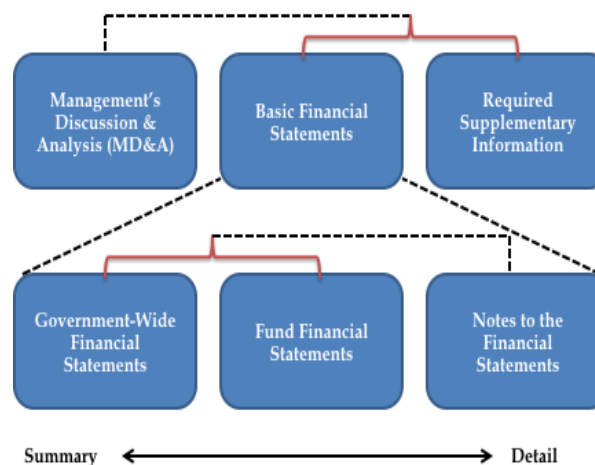 Management's
Discussion &
Analysis (MD&A)
Basic Financial
Statements
Required
Supplementary
Information
Government-Wide
Financial
Statements
Fund Financial
Statements
Notes to the
Financial
Statements
Summary
Detail